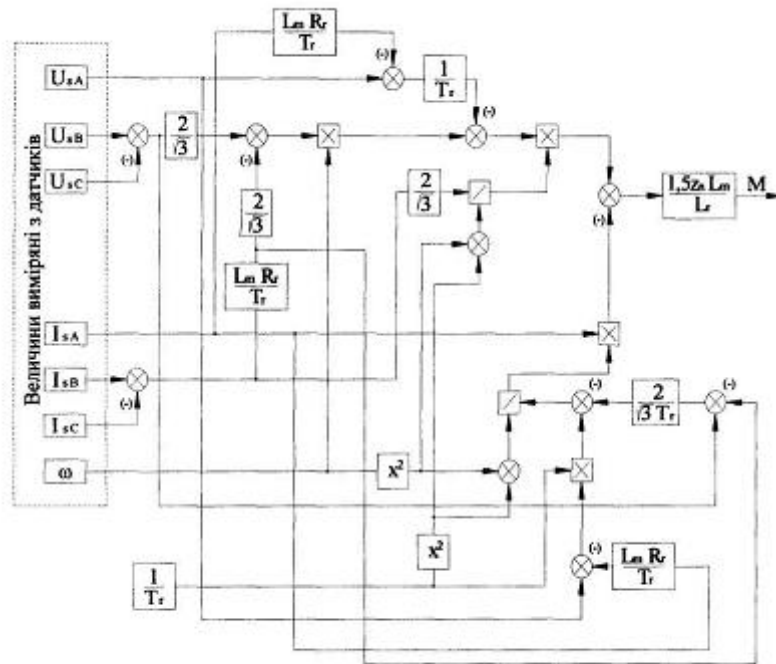 Величини виміряні з датчиків
Lm Rr
Tr
(-)
UsA
1
Tr
(-)
UsB
2
√3
(-)
UsC
(-)
2
√3
2
√3
(-)
1,5zn Lm
Lr
M
Lm Rr
Tr
IsA
IsB
(-)
IsC
(-)
2
√3 Tr
(-)
ω
x²
x²
1
Tr
(-)
Lm Rr
Tr